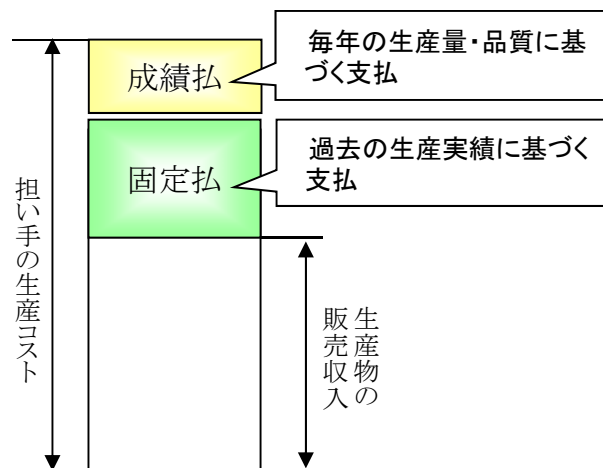 成績払
毎年の生産量・品質に基
づく支払
固定払
過去の生産実績に基づく
支払
担い手の生産コスト
生産物の
販売収入